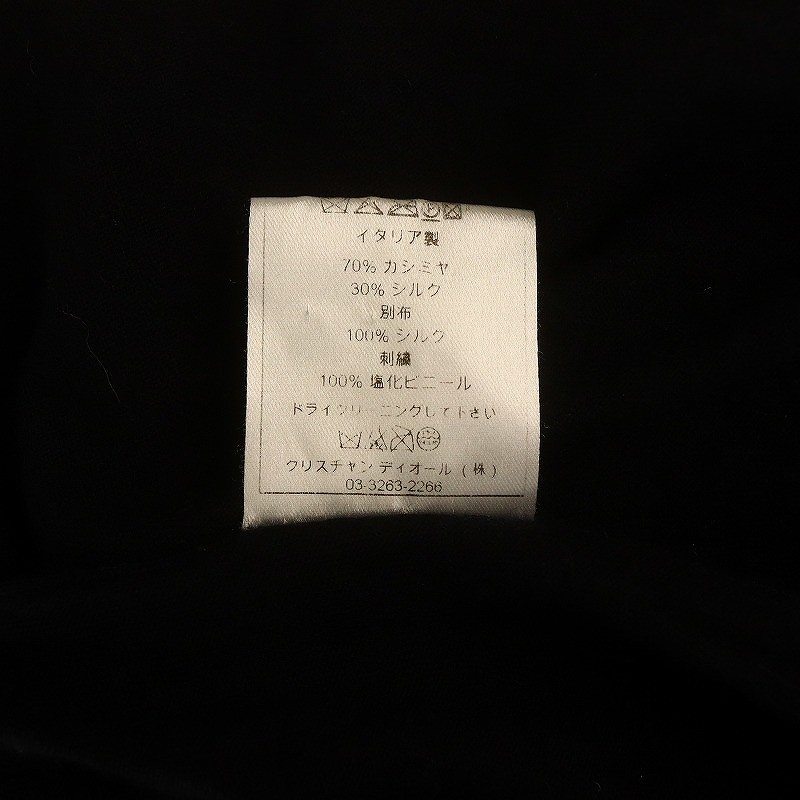 イタリア製
70% カシミヤ
30% シルク
別布
100% シルク
刺繍
100% 塩化ビニール
ドライクリーニングして下さい
クリスチャン ディオール (株)
03-3263-2266